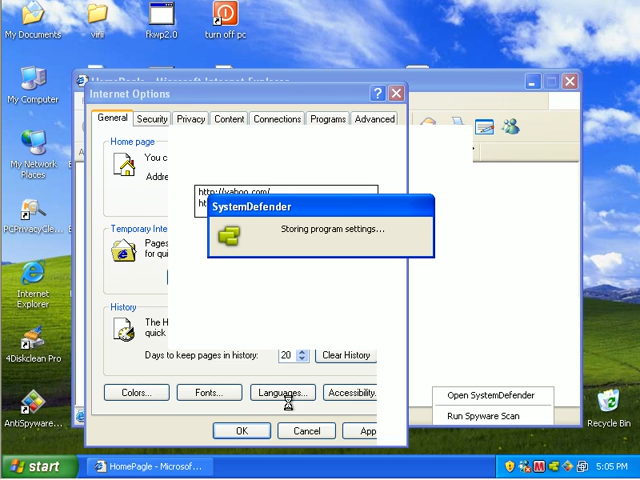 My Documents
virii
fkwp2.0
turn off pc
My Computer
My Network
Places
PCPrivacyCle...
Internet
Explorer
4Diskclean Pro
AntiSpyware...
Recycle Bin
HomePagle - Microsoft Internet Explorer
Internet Options
General
Security
Privacy
Content
Connections
Programs
Advanced
Home page
You c
Addre
http://yahoo.com/
SystemDefender
Storing program settings...
Temporary Inte
Pages
for qui
History
The H
quick
Days to keep pages in history:
20
Clear History
Colors...
Fonts...
Languages...
Accessibility.
OK
Cancel
App
Open SystemDefender
Run Spyware Scan
start
HomePagle - Microsof...
5:05 PM